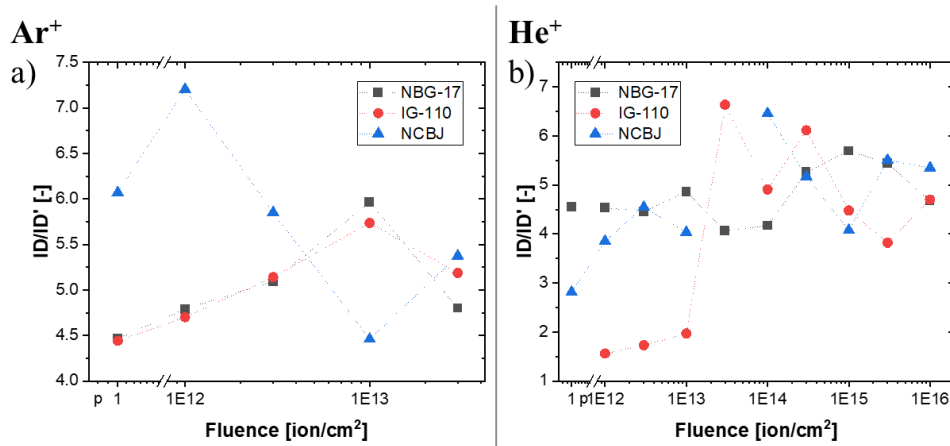 Ar⁺
He⁺
a)
b)
7.5
7.0
6.5
6.0
5.5
5.0
4.5
4.0
ID/ID' [-]
NBG-17
IG-110
NCBJ
p 1 1E12 1E13
Fluence [ion/cm²]
7
6
5
4
3
2
1
ID/ID' [-]
NBG-17
IG-110
NCBJ
1 p1E12 1E13 1E14 1E15 1E16
Fluence [ion/cm²]